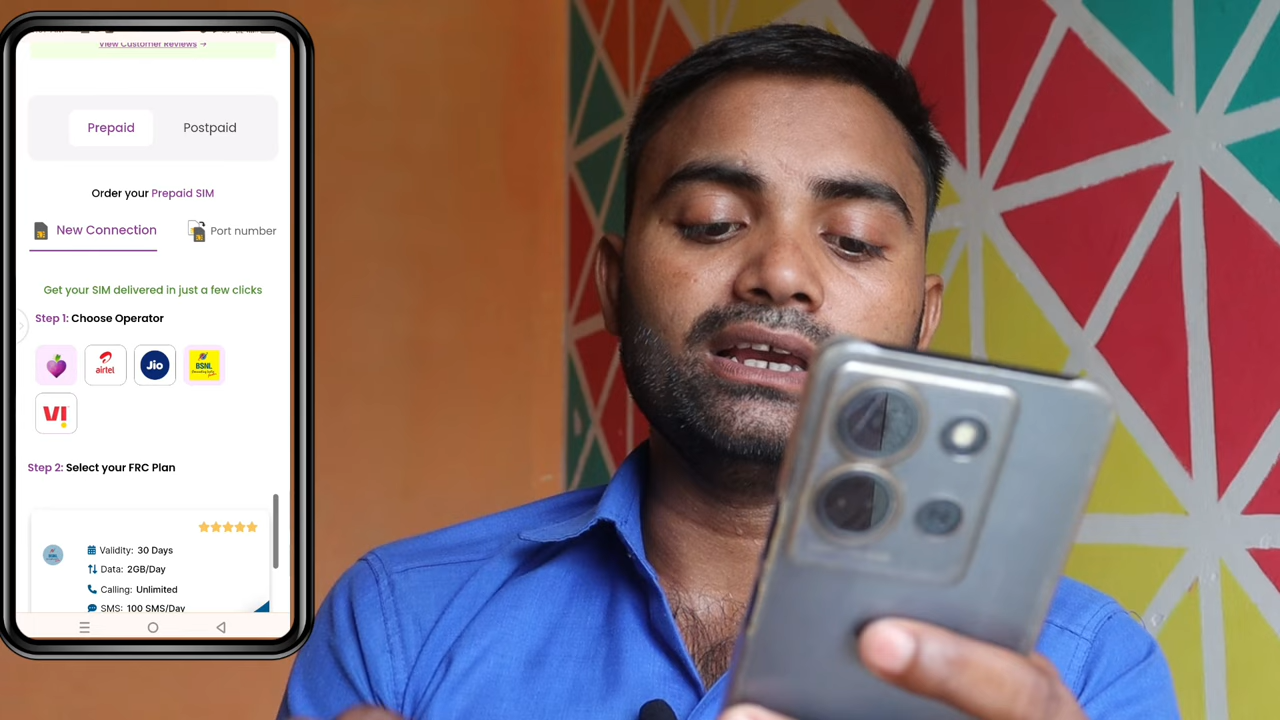 View Customer Reviews →
Prepaid
Postpaid
Order your Prepaid SIM
New Connection
Port number
Get your SIM delivered in just a few clicks
Step 1: Choose Operator
airtel
Jio
BSNL
VI
Step 2: Select your FRC Plan
Validity: 30 Days
Data: 2GB/Day
Calling: Unlimited
SMS: 100 SMS/Day